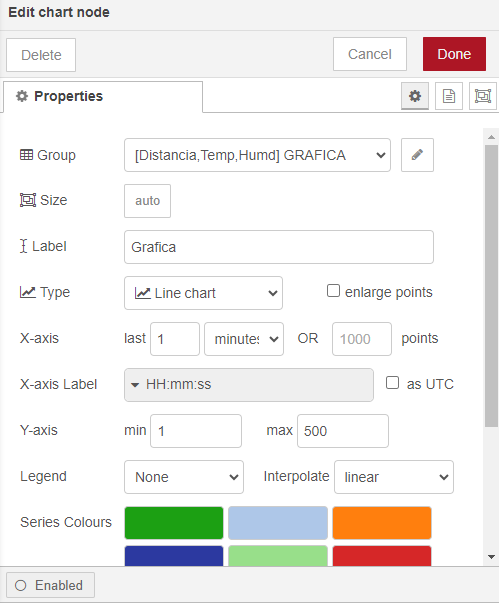 Edit chart node
Delete Cancel Done
Properties
Group [Distancia,Temp,Humd] GRAFICA
Size auto
Label Grafica
Type Line chart enlarge points
X-axis last 1 minutes OR 1000 points
X-axis Label HH:mm:ss as UTC
Y-axis min 1 max 500
Legend None Interpolate linear
Series Colours
Enabled